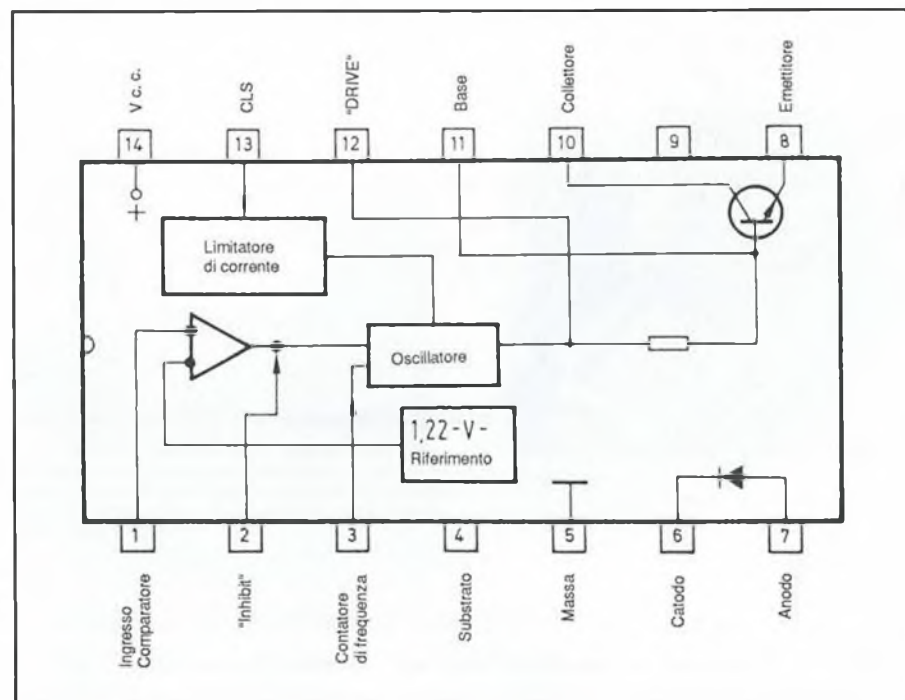 V c. c.
CLS
"DRIVE"
Base
Collettore
Emettitore
14
13
12
11
10
9
8
+
Limitatore
di corrente
Oscillatore
1,22-V-
Riferimento
1
2
3
4
5
6
7
Ingresso
Comparatore
"Inhibit"
Contatore
di frequenza
Substrato
Massa
Catodo
Anodo